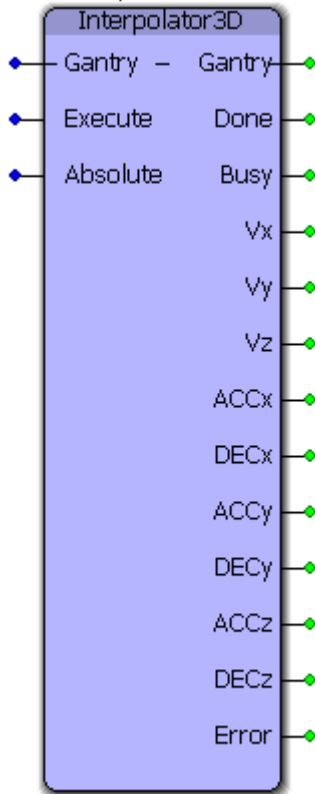 Interpolator3D
Gantry – Gantry
Execute Done
Absolute Busy
Vx
Vy
Vz
ACCx
DECx
ACCy
DECy
ACCz
DECz
Error